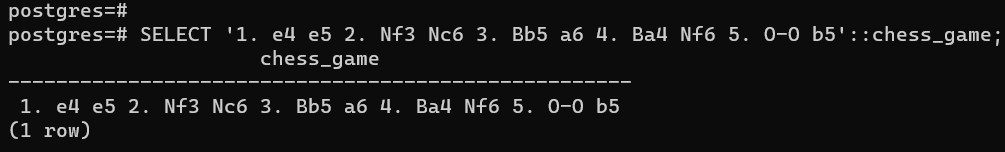 postgres=#
postgres=# SELECT '1. e4 e5 2. Nf3 Nc6 3. Bb5 a6 4. Ba4 Nf6 5. O-O b5'::chess_game;
                     chess_game
----------------------------------------------------
 1. e4 e5 2. Nf3 Nc6 3. Bb5 a6 4. Ba4 Nf6 5. O-O b5
(1 row)